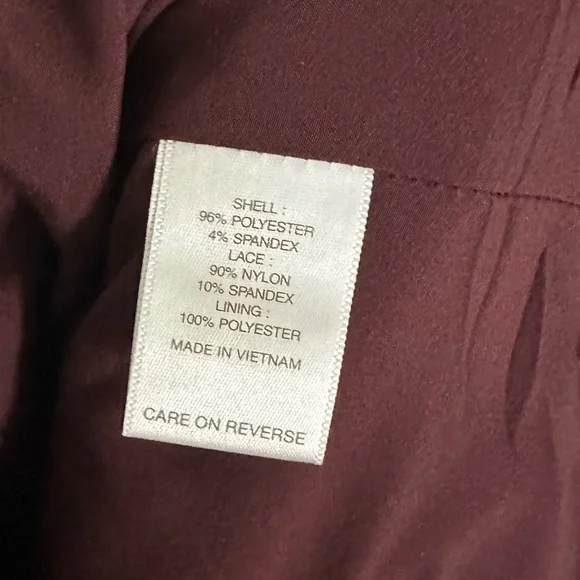 SHELL :
96% POLYESTER
4% SPANDEX
LACE :
90% NYLON
10% SPANDEX
LINING :
100% POLYESTER
MADE IN VIETNAM
CARE ON REVERSE